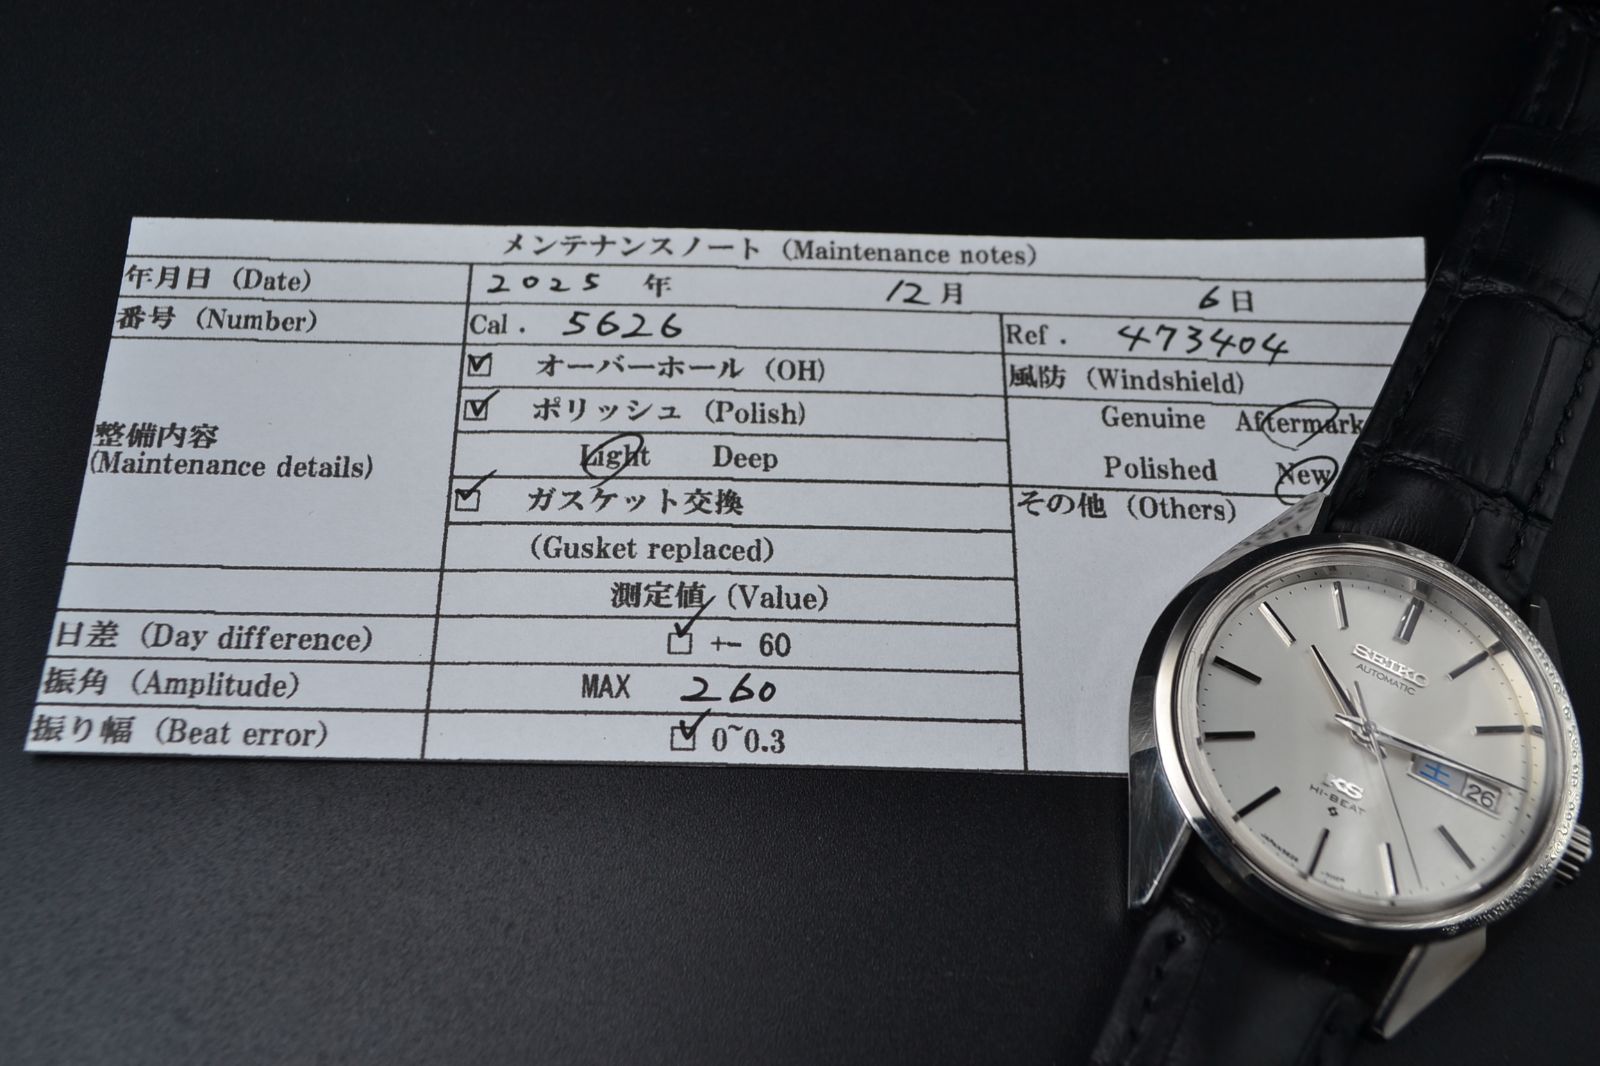 メンテナンスノート (Maintenance notes)
年月日 (Date) 2025 年 12 月 6 日
番号 (Number) Cal. 5626 Ref. 473404
オーバーホール (OH) 風防 (Windshield)
ポリッシュ (Polish) Genuine Aftermark
整備内容
(Maintenance details)
Light Deep Polished New
ガスケット交換 その他 (Others)
(Gusket replaced)
測定値 (Value)
日差 (Day difference) +- 60
振角 (Amplitude) MAX 260
振り幅 (Beat error) 0~0.3
SEIKO
AUTOMATIC
土 26
KS
HI-BEAT